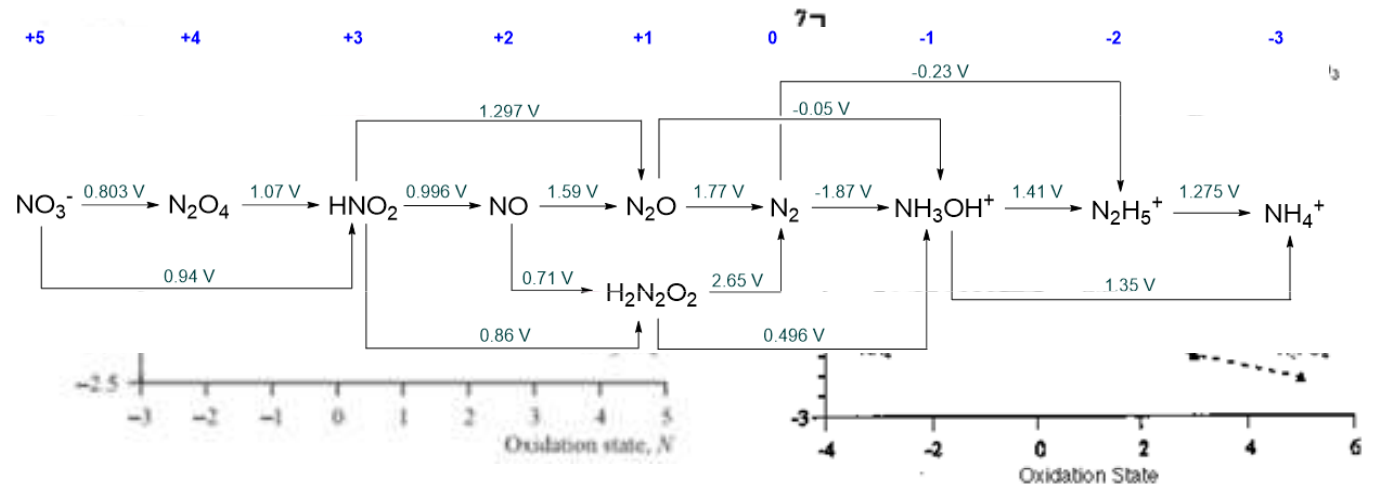 7
+5 +4 +3 +2 +1 0 -1 -2 -3
-0.23 V
3
1.297 V -0.05 V
0.803 V 1.07 V 0.996 V 1.59 V 1.77 V -1.87 V 1.41 V 1.275 V
NO₃⁻ N₂O₄ HNO₂ NO N₂O N₂ NH₃OH⁺ N₂H₅⁺ NH₄⁺
0.94 V 0.71 V 2.65 V 1.35 V
H₂N₂O₂
0.86 V 0.496 V
-2.5
-3 -2 -1 0 1 2 3 4 5
Oxidation state, N
-3
-4 -2 0 2 4 6
Oxidation State